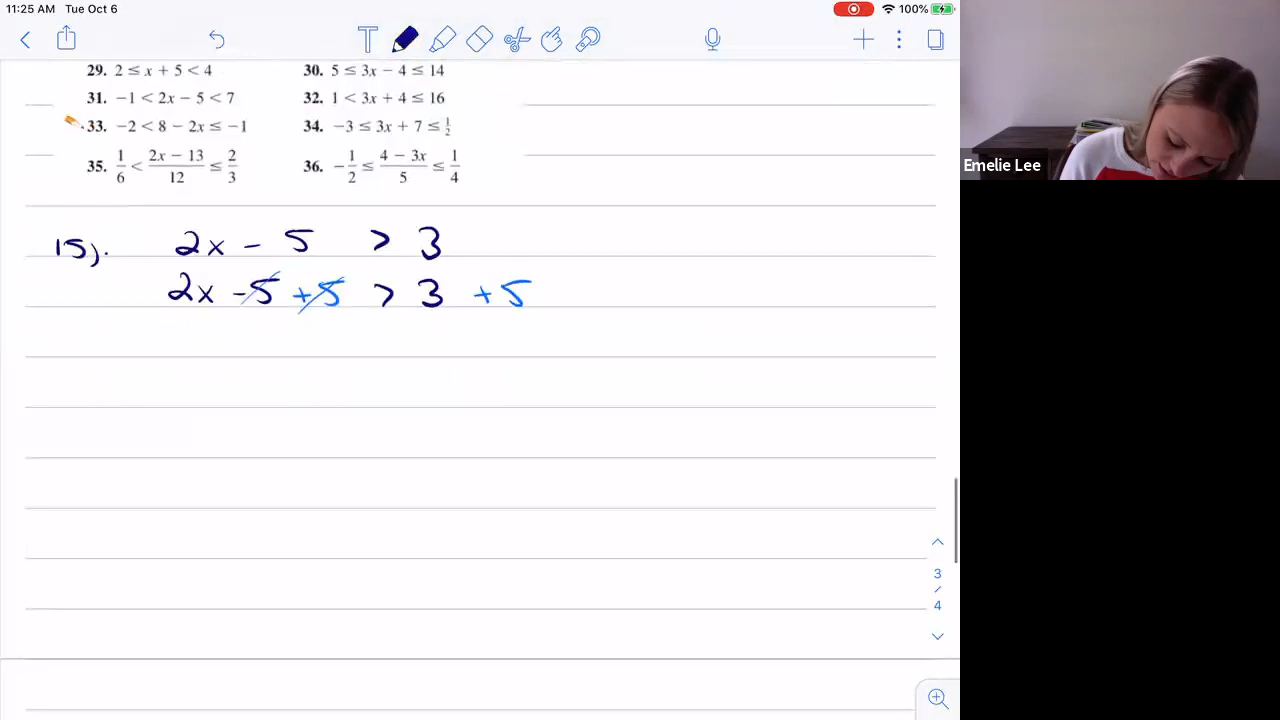 11:25 AM Tue Oct 6 100%
29. 2 ≤ x + 5 < 4 30. 5 ≤ 3x − 4 ≤ 14
31. −1 < 2x − 5 < 7 32. 1 < 3x + 4 ≤ 16
33. −2 < 8 − 2x ≤ −1 34. −3 ≤ 3x + 7 ≤ 1/2
35. 1/6 < (2x − 13)/12 ≤ 2/3 36. −1/2 ≤ (4 − 3x)/5 ≤ 1/4
15). 2x − 5 > 3
2x − 5 + 5 > 3 + 5
3/4
Emelie Lee